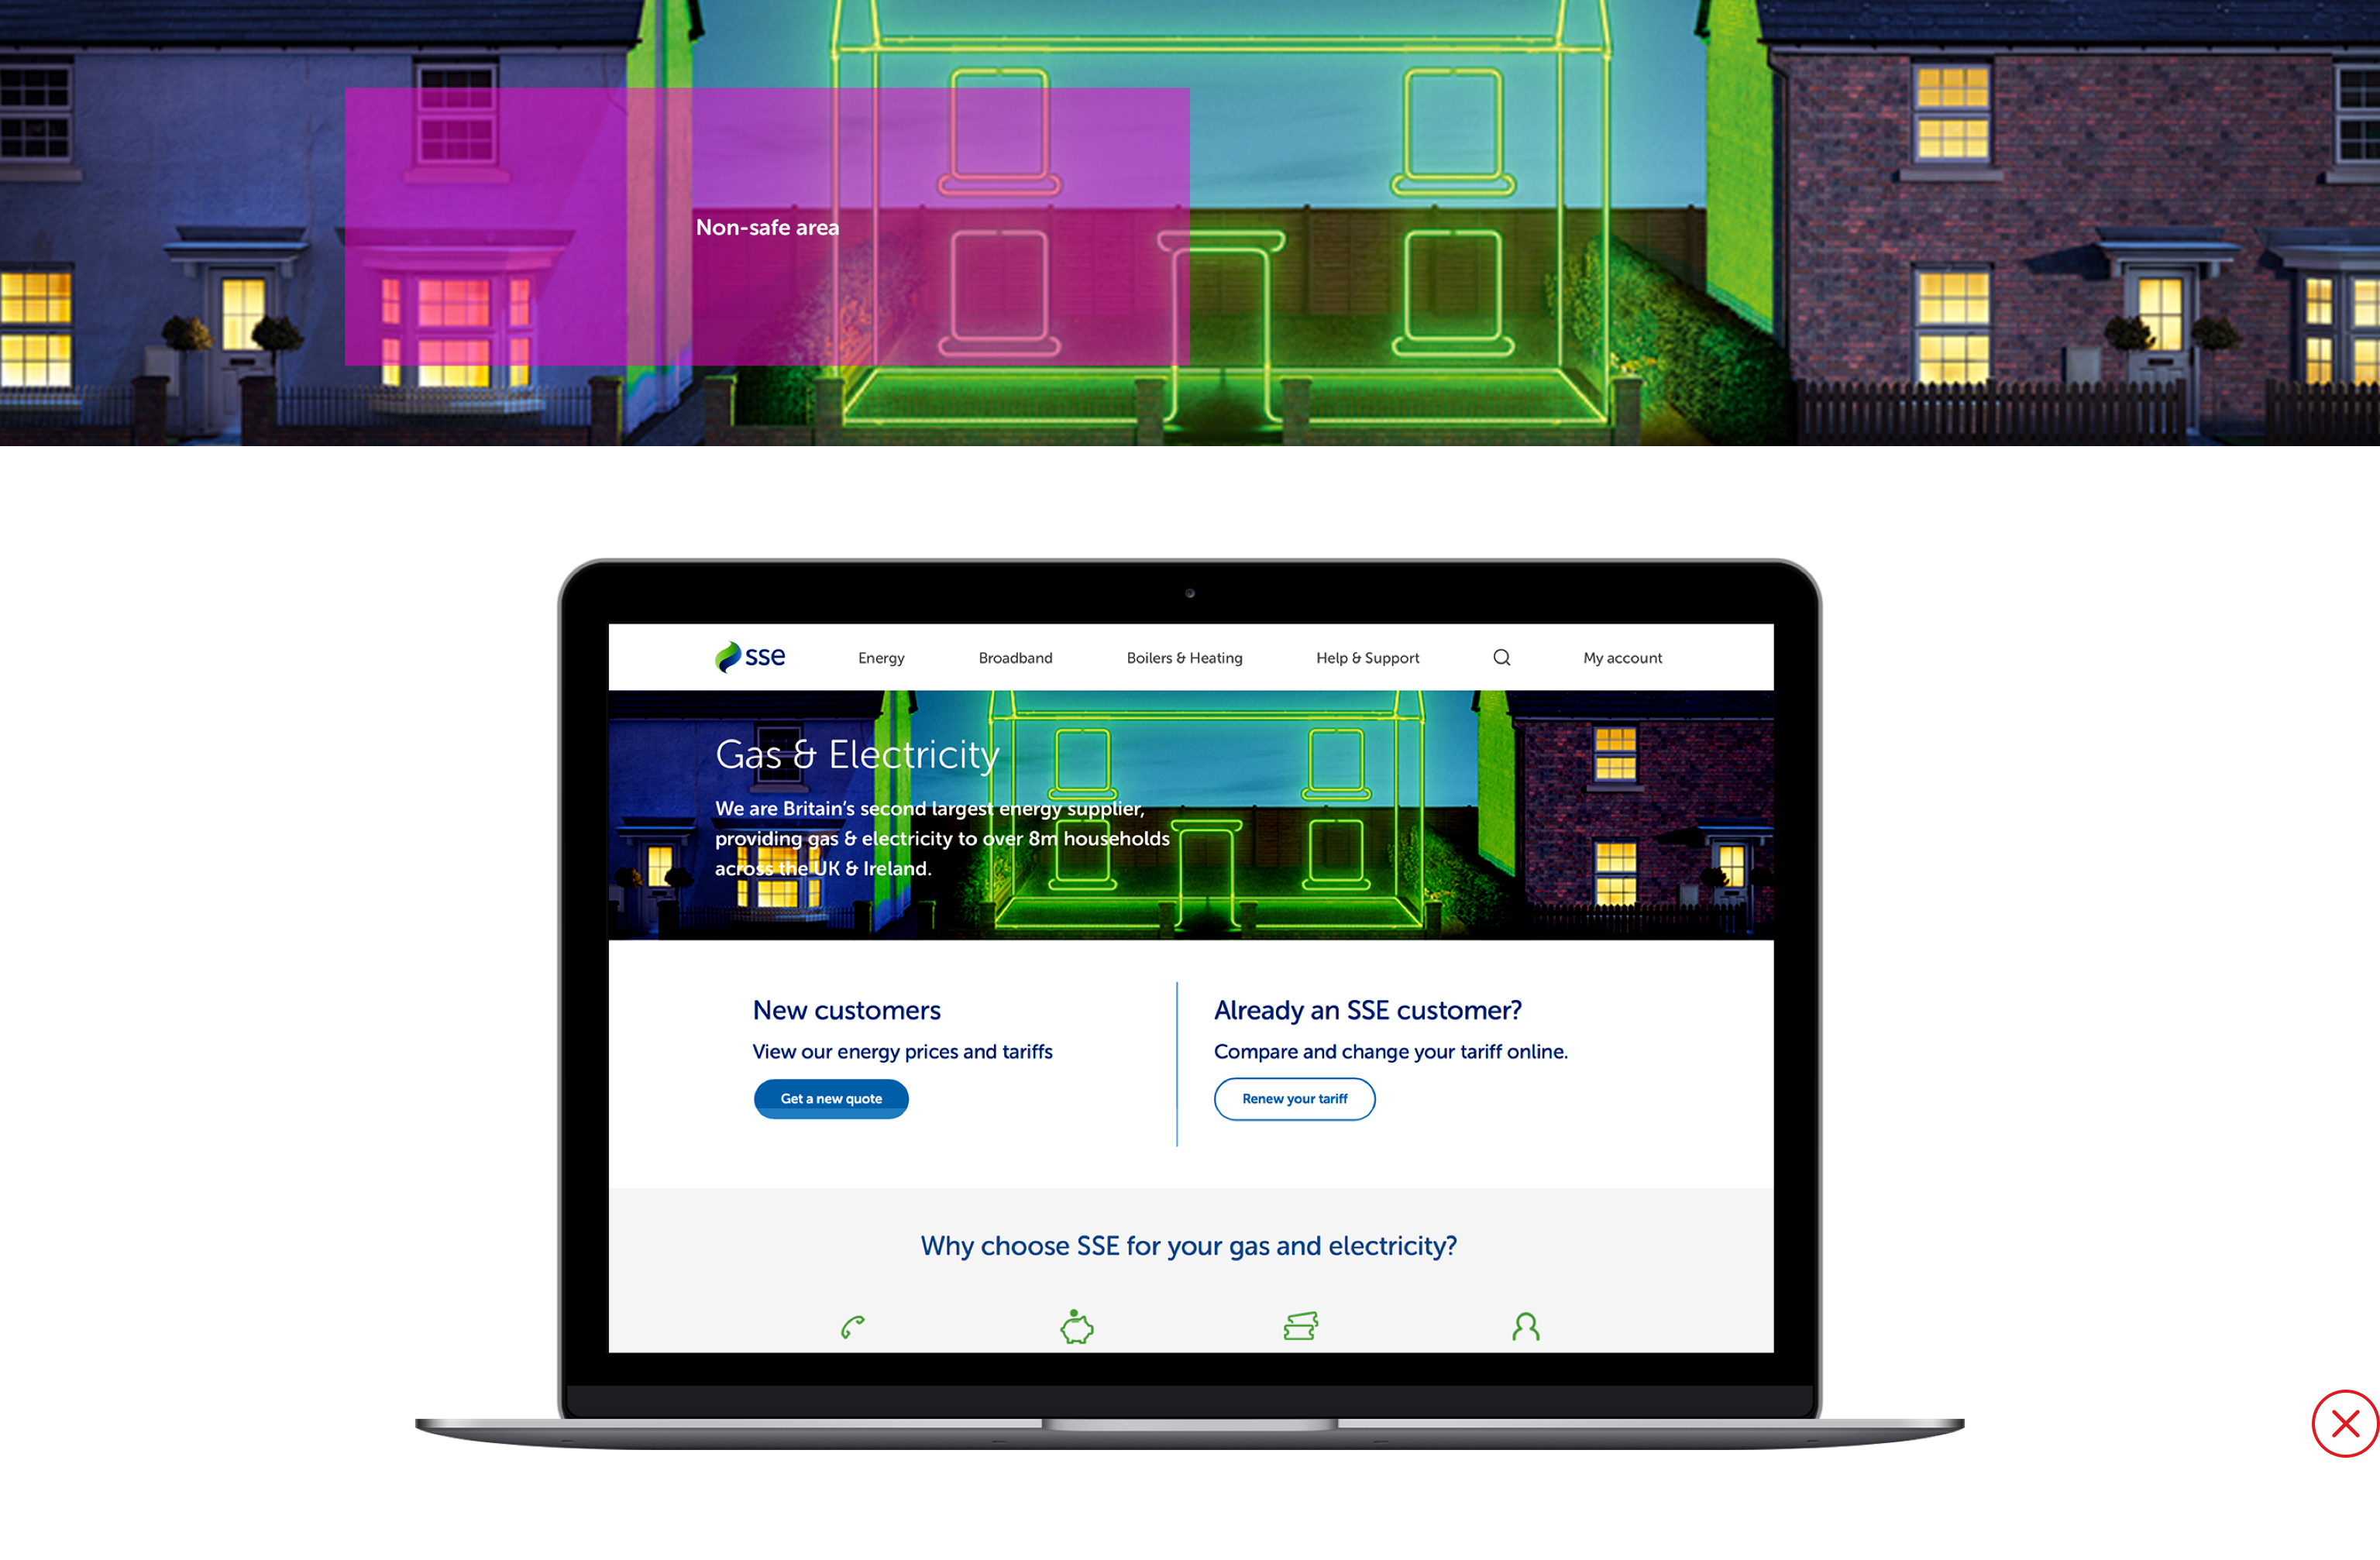 Non-safe area
sse
Energy
Broadband
Boilers & Heating
Help & Support
My account
Gas & Electricity
We are Britain’s second largest energy supplier,
providing gas & electricity to over 8m households
across the UK & Ireland.
New customers
View our energy prices and tariffs
Get a new quote
Already an SSE customer?
Compare and change your tariff online.
Renew your tariff
Why choose SSE for your gas and electricity?